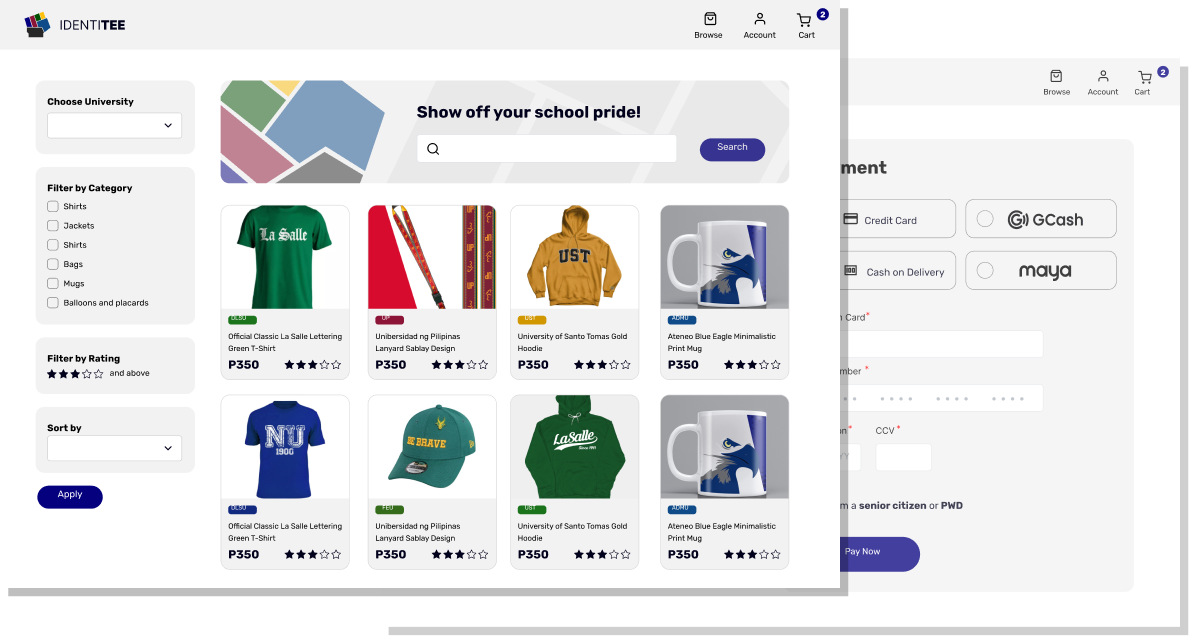 IDENTITEE
Browse
Account
Cart
2
Choose University
Filter by Category
Shirts
Jackets
Shirts
Bags
Mugs
Balloons and placards
Filter by Rating
and above
Sort by
Apply
Show off your school pride!
Search
La Salle
DLSU
Official Classic La Salle Lettering
Green T-Shirt
P350
UP
Unibersidad ng Pilipinas
Lanyard Sablay Design
P350
UST
UST
University of Santo Tomas Gold
Hoodie
P350
ADMU
Ateneo Blue Eagle Minimalistic
Print Mug
P350
NU
1900
DLSU
Official Classic La Salle Lettering
Green T-Shirt
P350
BE BRAVE
FEU
Unibersidad ng Pilipinas
Lanyard Sablay Design
P350
LaSalle
Since 1911
UST
University of Santo Tomas Gold
Hoodie
P350
ADMU
Ateneo Blue Eagle Minimalistic
Print Mug
P350
Browse
Account
Cart
2
ment
Credit Card
GCash
Cash on Delivery
maya
Card*
mber *
CCV *
m a senior citizen or PWD
Pay Now